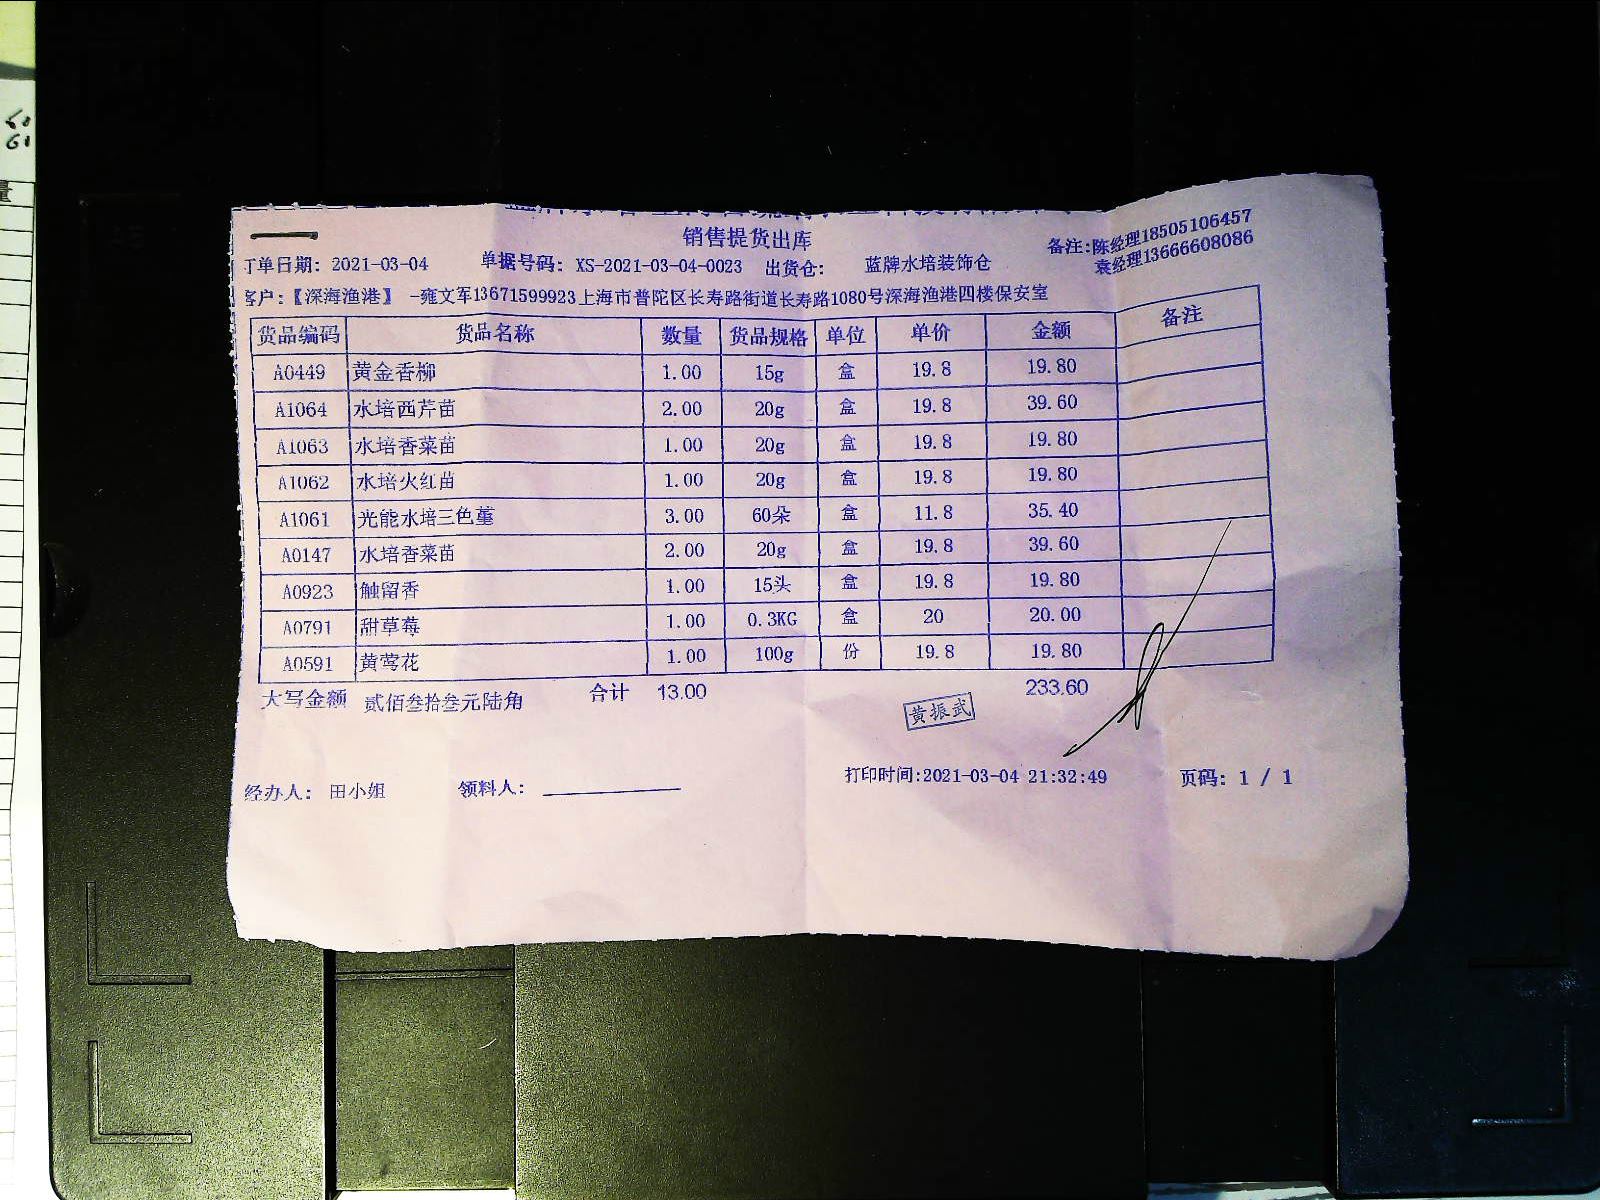 销售提货出库
备注:陈经理18505106457
袁经理13666608086
订单日期: 2021-03-04 单据号码: XS-2021-03-04-0023 出货仓: 蓝牌水培装饰仓
客户:【深海渔港】 -雍文军13671599923上海市普陀区长寿路街道长寿路1080号深海渔港四楼保安室
货品编码 货品名称 数量 货品规格 单位 单价 金额 备注
A0449 黄金香柳 1.00 15g 盒 19.8 19.80
A1064 水培西芹苗 2.00 20g 盒 19.8 39.60
A1063 水培香菜苗 1.00 20g 盒 19.8 19.80
A1062 水培火红苗 1.00 20g 盒 19.8 19.80
A1061 光能水培三色堇 3.00 60朵 盒 11.8 35.40
A0147 水培香菜苗 2.00 20g 盒 19.8 39.60
A0923 触留香 1.00 15头 盒 19.8 19.80
A0791 甜草莓 1.00 0.3KG 盒 20 20.00
A0591 黄莺花 1.00 100g 份 19.8 19.80
大写金额 贰佰叁拾叁元陆角 合计 13.00 233.60
黄振武
经办人: 田小姐 领料人: 打印时间:2021-03-04 21:32:49 页码: 1 / 1